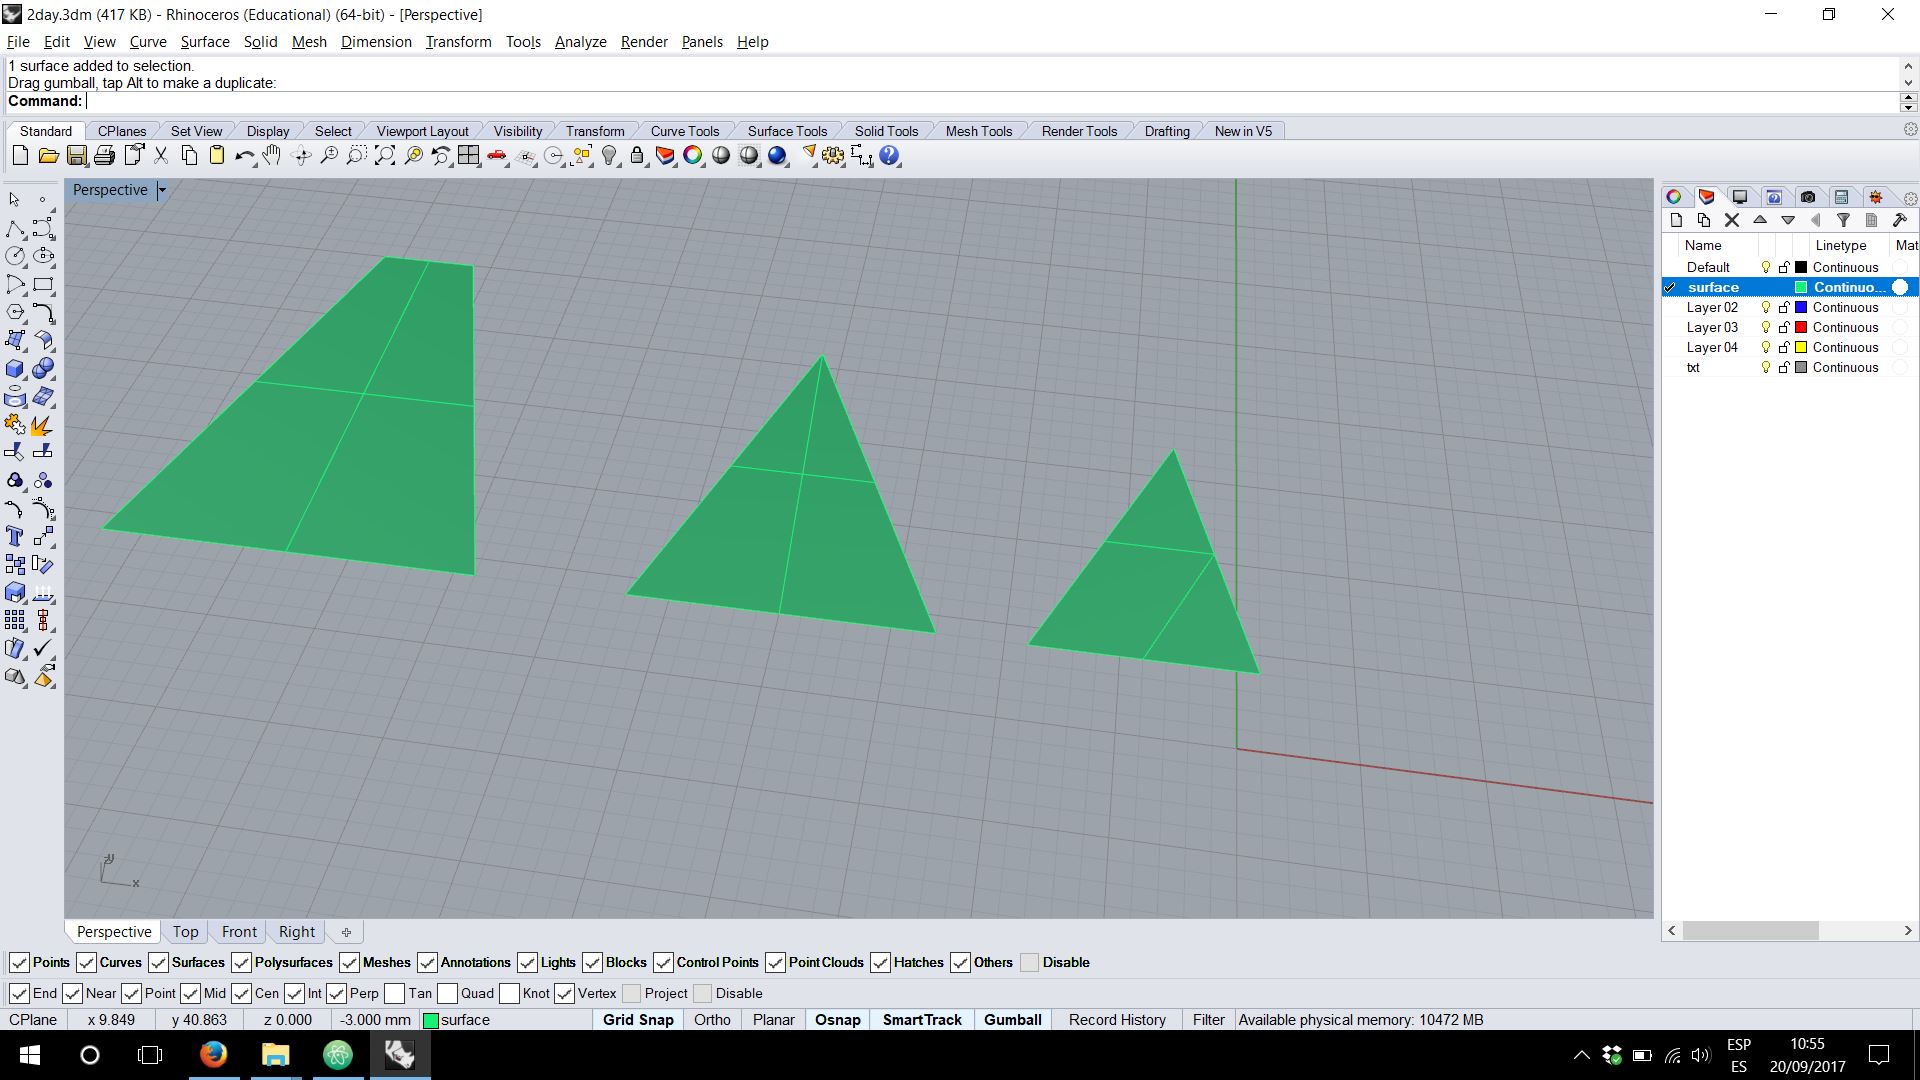 2day.3dm (417 KB) - Rhinoceros (Educational) (64-bit) - [Perspective]
File Edit View Curve Surface Solid Mesh Dimension Transform Tools Analyze Render Panels Help
1 surface added to selection.
Drag gumball, tap Alt to make a duplicate:
Command:
Standard CPlanes Set View Display Select Viewport Layout Visibility Transform Curve Tools Surface Tools Solid Tools Mesh Tools Render Tools Drafting New in V5
Perspective
Name Linetype Mat
Default Continuous
surface Continuo...
Layer 02 Continuous
Layer 03 Continuous
Layer 04 Continuous
txt Continuous
x
Perspective Top Front Right
Points Curves Surfaces Polysurfaces Meshes Annotations Lights Blocks Control Points Point Clouds Hatches Others Disable
End Near Point Mid Cen Int Perp Tan Quad Knot Vertex Project Disable
CPlane x 9.849 y 40.863 z 0.000 -3.000 mm surface Grid Snap Ortho Planar Osnap SmartTrack Gumball Record History Filter Available physical memory: 10472 MB
ESP 10:55
ES 20/09/2017